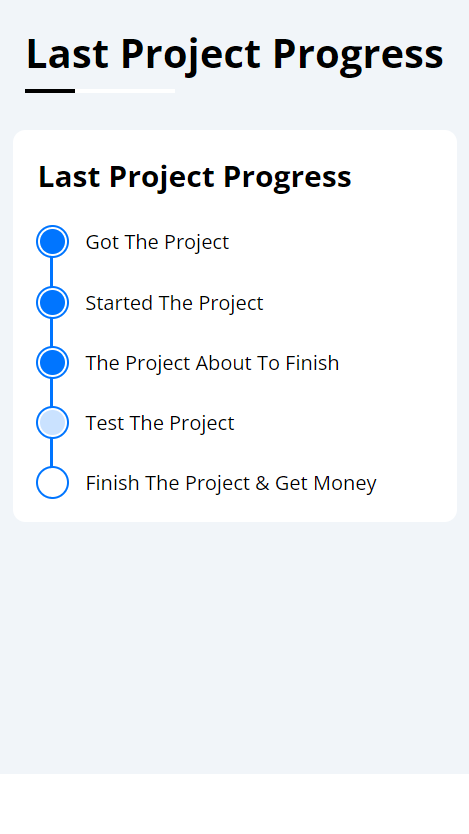 Last Project Progress
Last Project Progress
Got The Project
Started The Project
The Project About To Finish
Test The Project
Finish The Project & Get Money